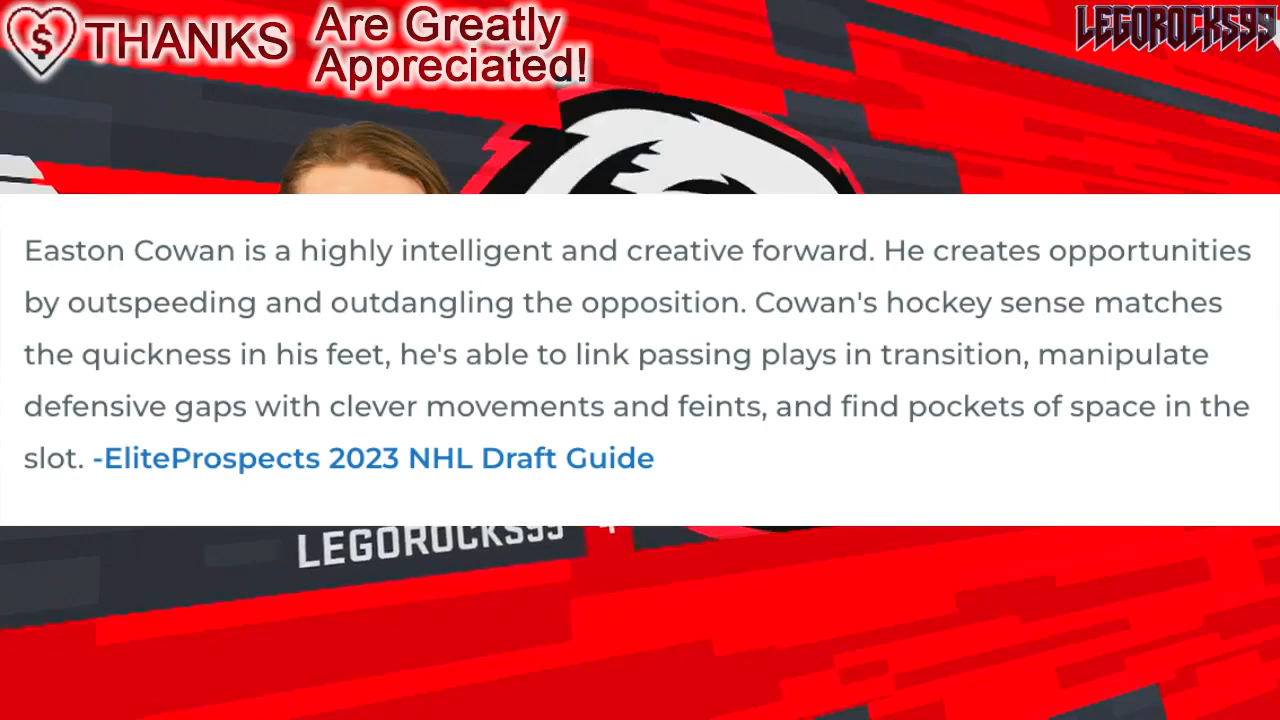 THANKS
Are Greatly
Appreciated!
LEGOROCKS99
Easton Cowan is a highly intelligent and creative forward. He creates opportunities
by outspeeding and outdangling the opposition. Cowan's hockey sense matches
the quickness in his feet, he's able to link passing plays in transition, manipulate
defensive gaps with clever movements and feints, and find pockets of space in the
slot. -EliteProspects 2023 NHL Draft Guide
LEGOROCKS99